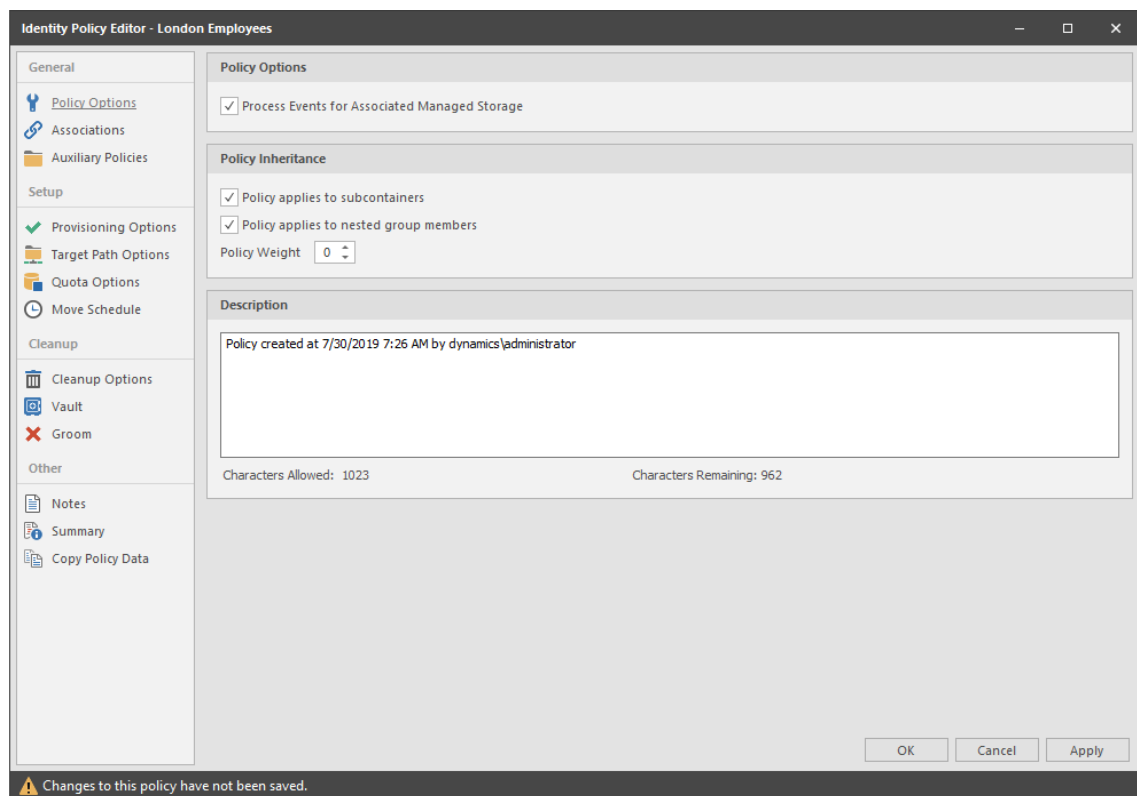 Identity Policy Editor - London Employees
General
Policy Options
Associations
Auxiliary Policies
Setup
Provisioning Options
Target Path Options
Quota Options
Move Schedule
Cleanup
Cleanup Options
Vault
Groom
Other
Notes
Summary
Copy Policy Data
Policy Options
Process Events for Associated Managed Storage
Policy Inheritance
Policy applies to subcontainers
Policy applies to nested group members
Policy Weight 0
Description
Policy created at 7/30/2019 7:26 AM by dynamics\administrator
Characters Allowed: 1023 Characters Remaining: 962
OK Cancel Apply
Changes to this policy have not been saved.